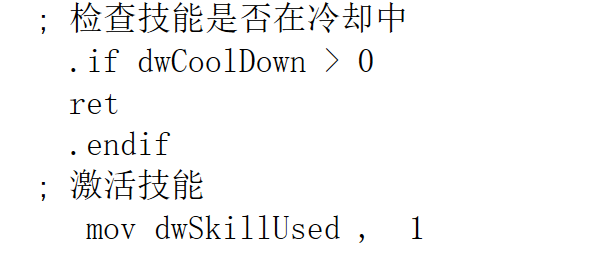 ; 检查技能是否在冷却中
.if dwCoolDown > 0
ret
.endif
; 激活技能
mov dwSkillUsed , 1